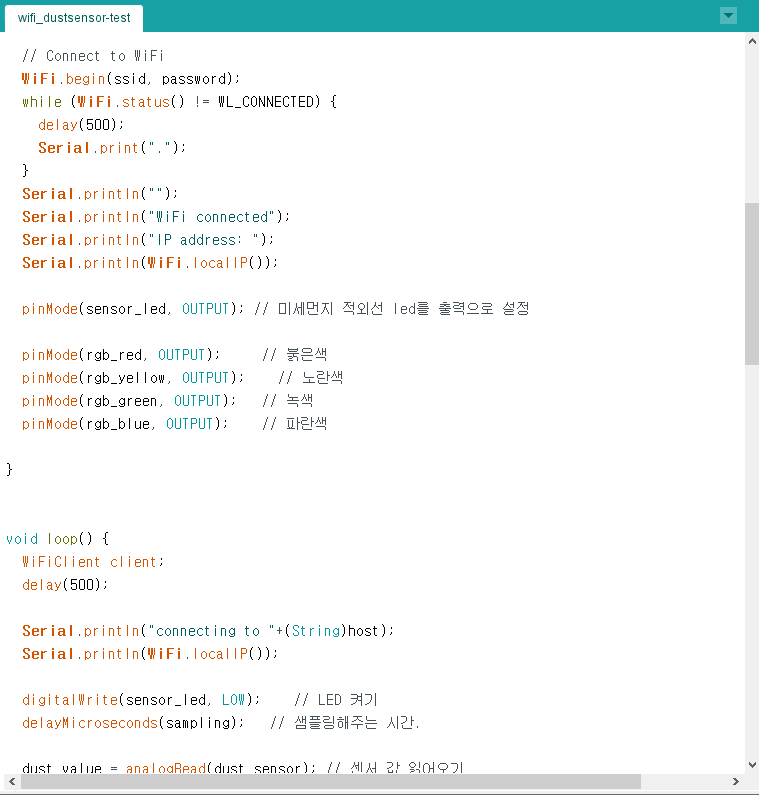 wifi_dustsensor-test
// Connect to WiFi
WiFi.begin(ssid, password);
while (WiFi.status() != WL_CONNECTED) {
delay(500);
Serial.print(".");
}
Serial.println("");
Serial.println("WiFi connected");
Serial.println("IP address: ");
Serial.println(WiFi.localIP());
pinMode(sensor_led, OUTPUT); // 미세먼지 적외선 led를 출력으로 설정
pinMode(rgb_red, OUTPUT); // 붉은색
pinMode(rgb_yellow, OUTPUT); // 노란색
pinMode(rgb_green, OUTPUT); // 녹색
pinMode(rgb_blue, OUTPUT); // 파란색
}
void loop() {
WiFiClient client;
delay(500);
Serial.println("connecting to "+(String)host);
Serial.println(WiFi.localIP());
digitalWrite(sensor_led, LOW); // LED 켜기
delayMicroseconds(sampling); // 샘플링해주는 시간.
dust_value = analogRead(dust_sensor); // 센서 값 읽어오기